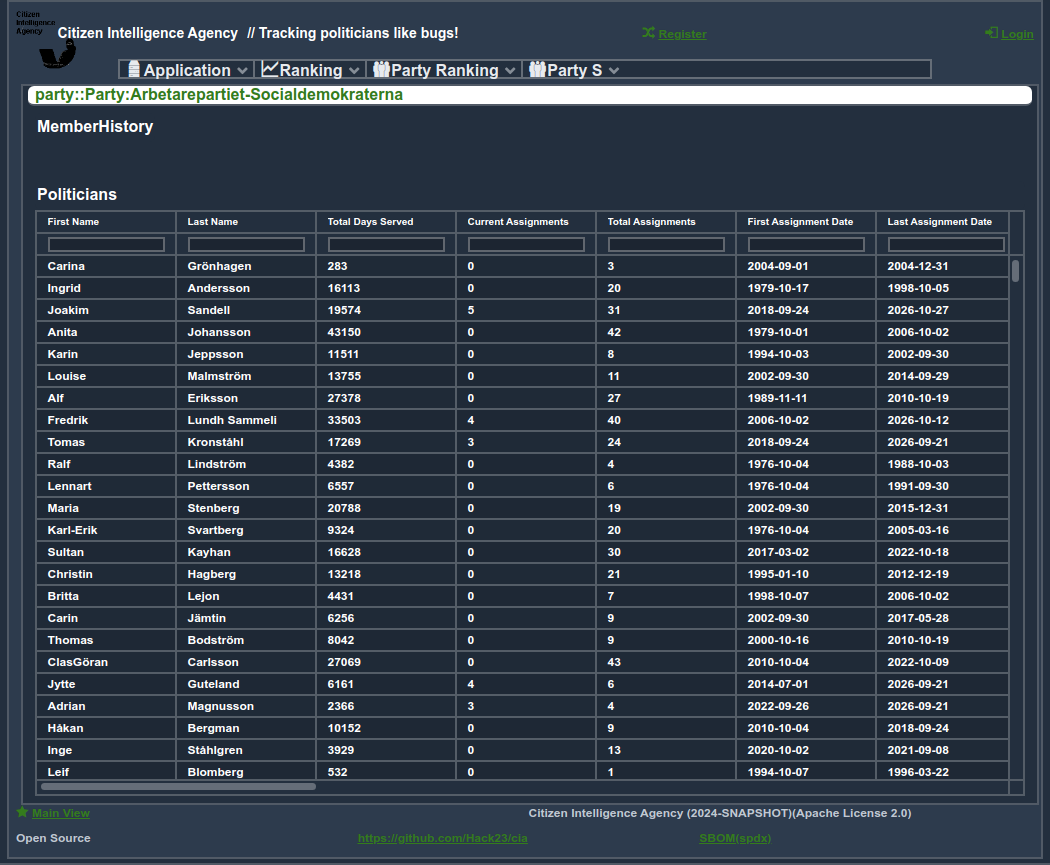 Citizen
Intelligence
Agency
Citizen Intelligence Agency // Tracking politicians like bugs!
Register
Login
Application Ranking Party Ranking Party S
party::Party:Arbetarepartiet-Socialdemokraterna
MemberHistory
Politicians
First Name Last Name Total Days Served Current Assignments Total Assignments First Assignment Date Last Assignment Date
Carina Grönhagen 283 0 3 2004-09-01 2004-12-31
Ingrid Andersson 16113 0 20 1979-10-17 1998-10-05
Joakim Sandell 19574 5 31 2018-09-24 2026-10-27
Anita Johansson 43150 0 42 1979-10-01 2006-10-02
Karin Jeppsson 11511 0 8 1994-10-03 2002-09-30
Louise Malmström 13755 0 11 2002-09-30 2014-09-29
Alf Eriksson 27378 0 27 1989-11-11 2010-10-19
Fredrik Lundh Sammeli 33503 4 40 2006-10-02 2026-10-12
Tomas Kronståhl 17269 3 24 2018-09-24 2026-09-21
Ralf Lindström 4382 0 4 1976-10-04 1988-10-03
Lennart Pettersson 6557 0 6 1976-10-04 1991-09-30
Maria Stenberg 20788 0 19 2002-09-30 2015-12-31
Karl-Erik Svartberg 9324 0 20 1976-10-04 2005-03-16
Sultan Kayhan 16628 0 30 2017-03-02 2022-10-18
Christin Hagberg 13218 0 21 1995-01-10 2012-12-19
Britta Lejon 4431 0 7 1998-10-07 2006-10-02
Carin Jämtin 6256 0 9 2002-09-30 2017-05-28
Thomas Bodström 8042 0 9 2000-10-16 2010-10-19
ClasGöran Carlsson 27069 0 43 2010-10-04 2022-10-09
Jytte Guteland 6161 4 6 2014-07-01 2026-09-21
Adrian Magnusson 2366 3 4 2022-09-26 2026-09-21
Håkan Bergman 10152 0 9 2010-10-04 2018-09-24
Inge Ståhlgren 3929 0 13 2020-10-02 2021-09-08
Leif Blomberg 532 0 1 1994-10-07 1996-03-22
Main View
Citizen Intelligence Agency (2024-SNAPSHOT)(Apache License 2.0)
Open Source
https://github.com/Hack23/cia
SBOM(spdx)